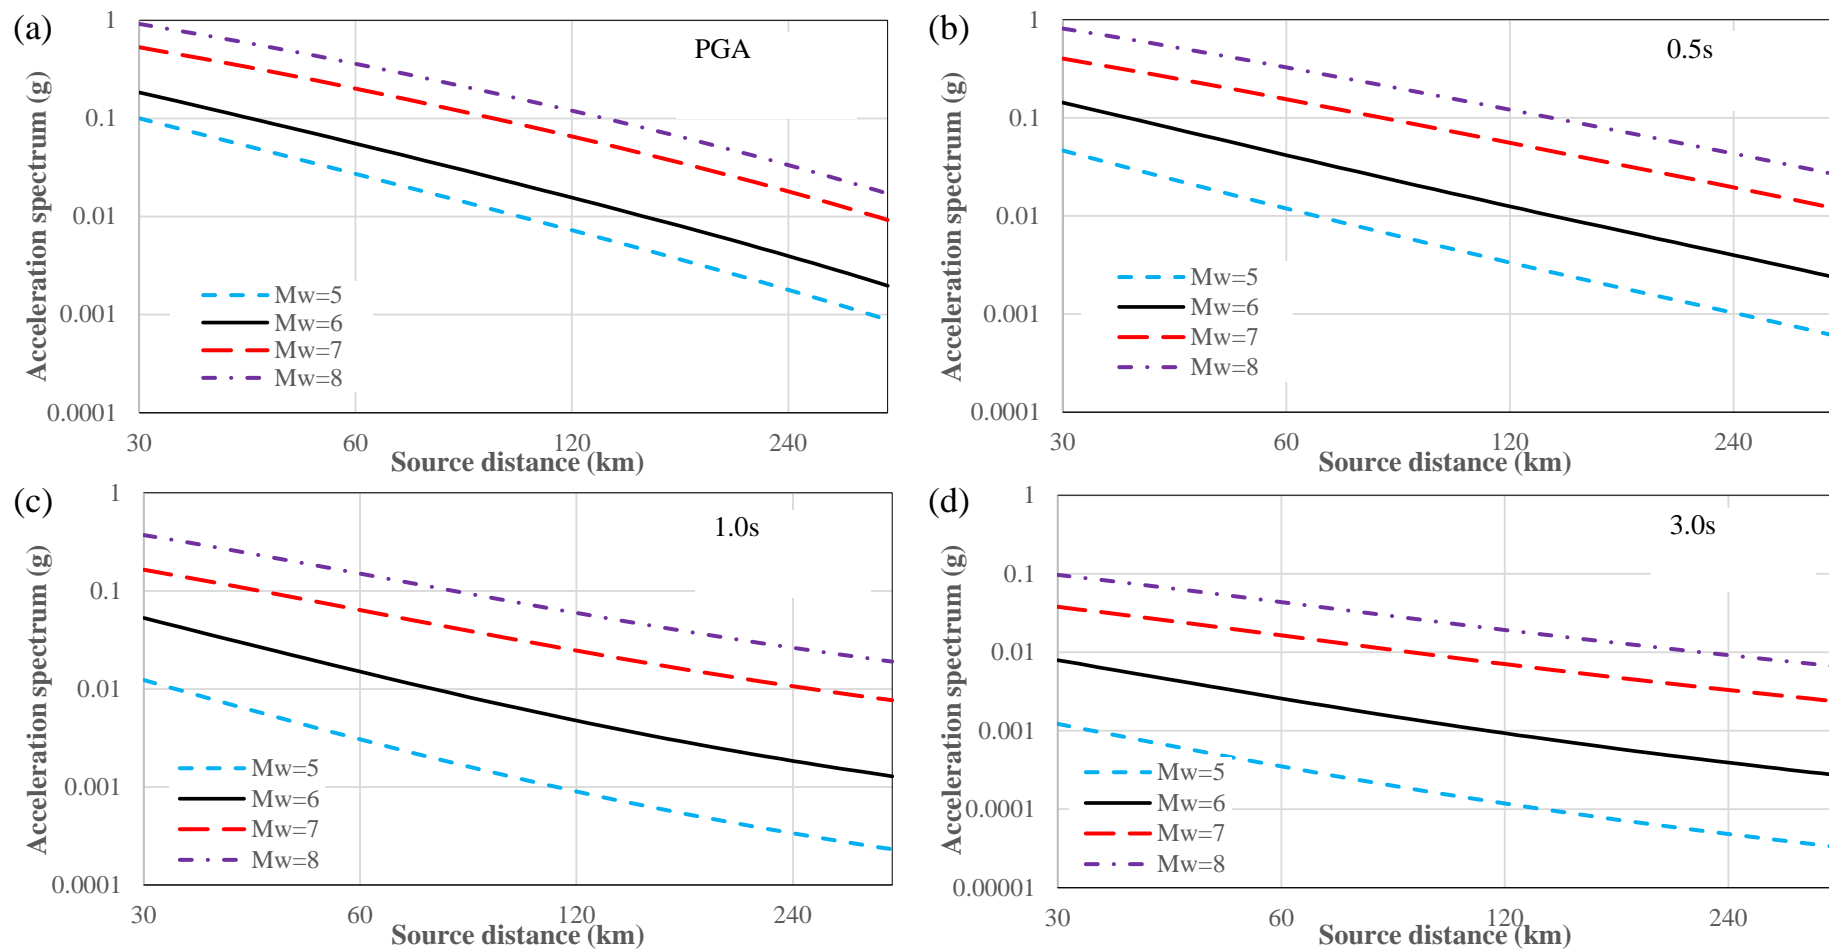 (a)
PGA
Acceleration spectrum (g)
1
0.1
0.01
0.001
0.0001
Mw=5
Mw=6
Mw=7
Mw=8
30
60
120
240
Source distance (km)
(b)
0.5s
Acceleration spectrum (g)
1
0.1
0.01
0.001
0.0001
Mw=5
Mw=6
Mw=7
Mw=8
30
60
120
240
Source distance (km)
(c)
1.0s
Acceleration spectrum (g)
1
0.1
0.01
0.001
0.0001
Mw=5
Mw=6
Mw=7
Mw=8
30
60
120
240
Source distance (km)
(d)
3.0s
Acceleration spectrum (g)
1
0.1
0.01
0.001
0.0001
0.00001
Mw=5
Mw=6
Mw=7
Mw=8
30
60
120
240
Source distance (km)